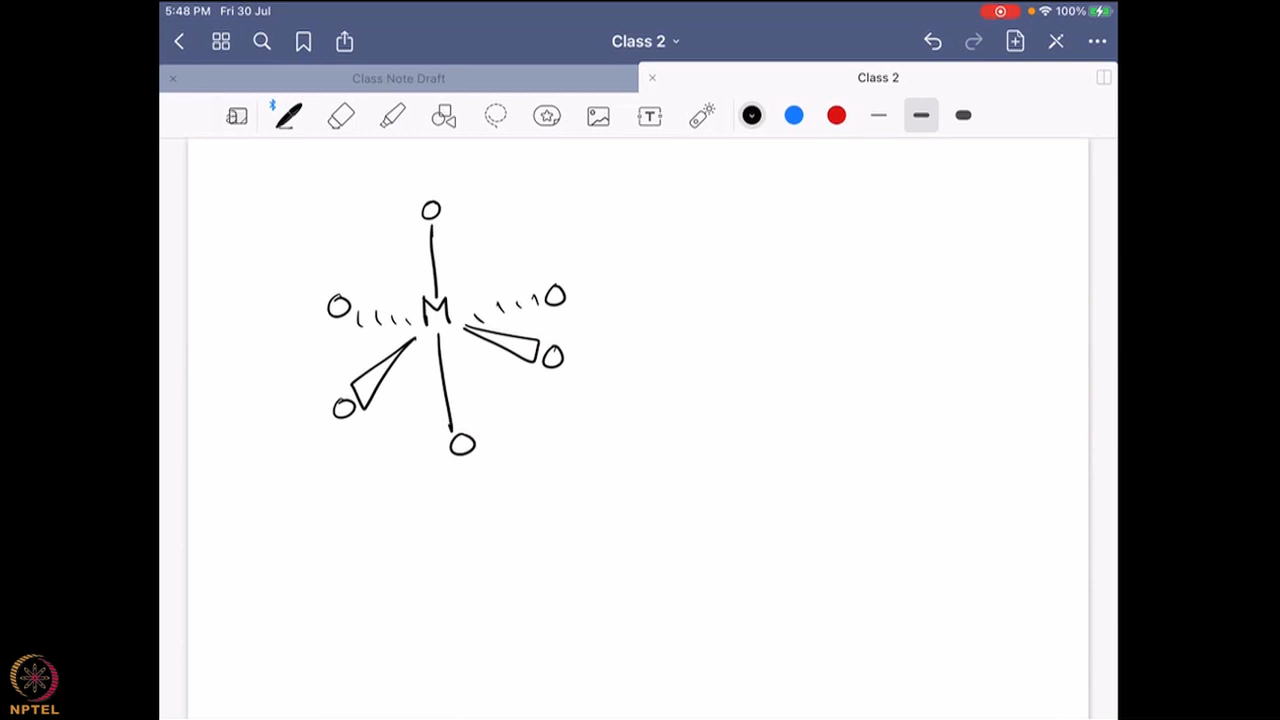 5:48 PM Fri 30 Jul
100%
Class 2
Class Note Draft
Class 2
T
O
O M O
O
O
O
NPTEL